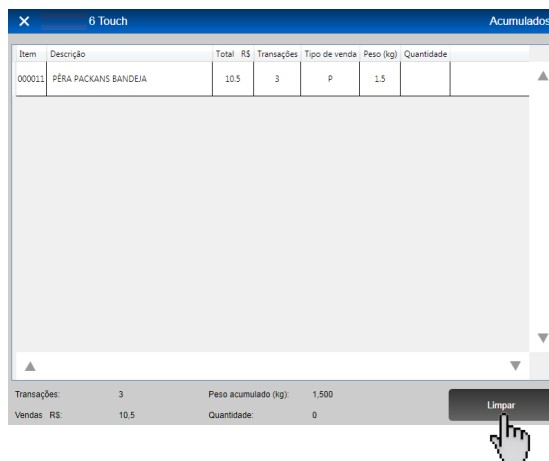 6 Touch Acumulados
Item Descrição Total R$ Transações Tipo de venda Peso (kg) Quantidade
000011 PÊRA PACKANS BANDEJA 10.5 3 P 1.5
Transações: 3 Peso acumulado (kg): 1,500
Vendas R$: 10,5 Quantidade: 0
Limpar